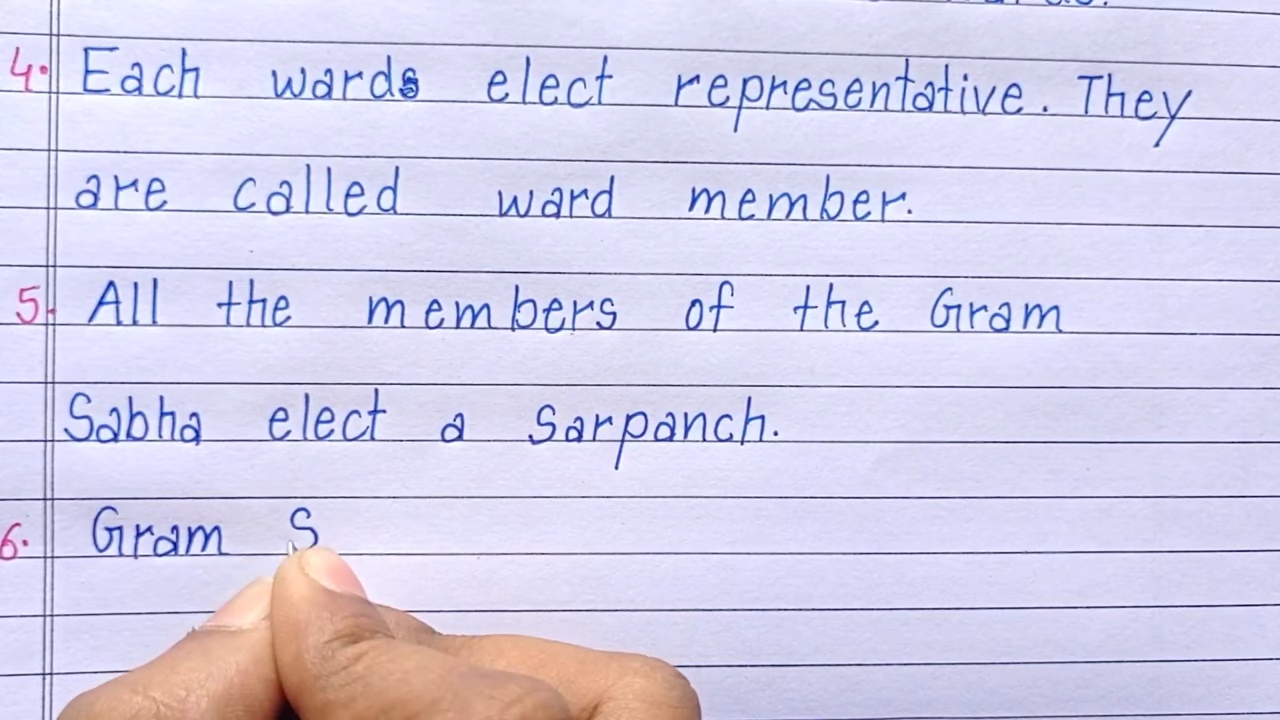 4. Each wards elect representative. They
are called ward member.
5. All the members of the Gram
Sabha elect a Sarpanch.
6. Gram S